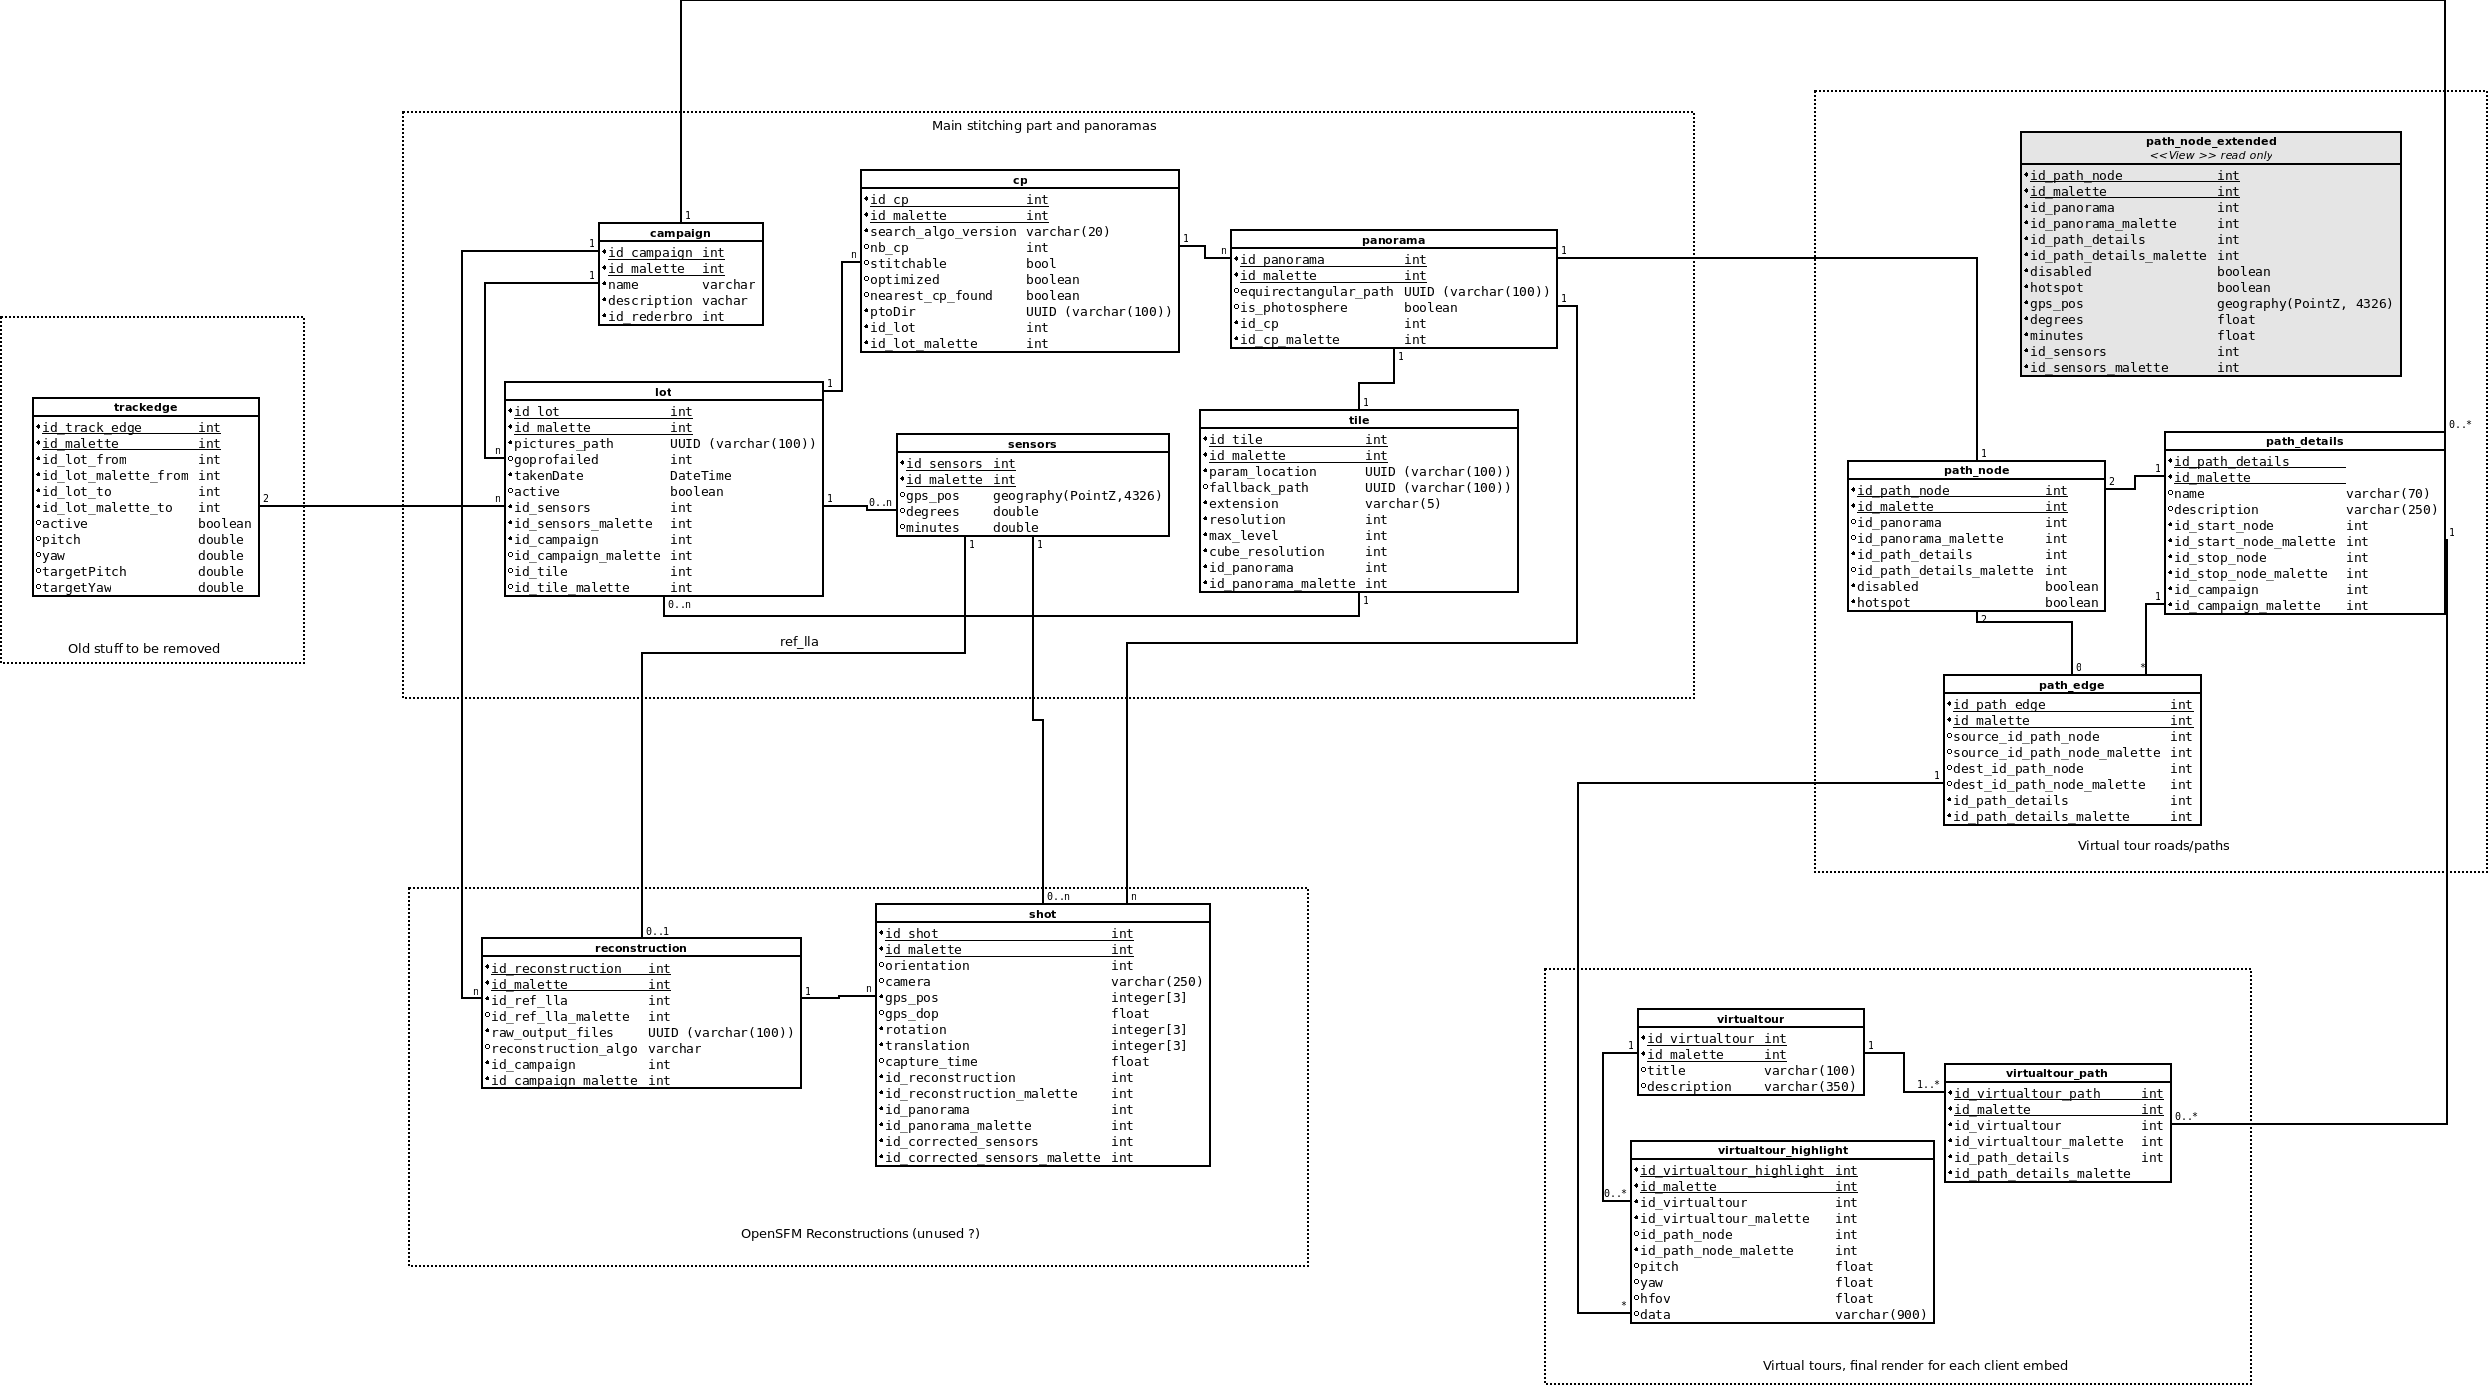 Main stitching part and panoramas
campaign
id_campaign int
id_malette int
name varchar
description vachar
id_rederbro int
1
1
1
cp
id_cp int
id_malette int
search_algo_version varchar(20)
nb_cp int
stitchable bool
optimized boolean
nearest_cp_found boolean
ptoDir UUID (varchar(100))
id_lot int
id_lot_malette int
n
1
panorama
id_panorama int
id_malette int
equirectangular_path UUID (varchar(100))
is_photosphere boolean
id_cp int
id_cp_malette int
n
1
1
1
lot
id_lot int
id_malette int
pictures_path UUID (varchar(100))
goprofailed int
takenDate DateTime
active boolean
id_sensors int
id_sensors_malette int
id_campaign int
id_campaign_malette int
id_tile int
id_tile_malette int
1
n
n
1
0..n
sensors
id_sensors int
id_malette int
gps_pos geography(PointZ,4326)
degrees double
minutes double
0..n
1
1
tile
id_tile int
id_malette int
param_location UUID (varchar(100))
fallback_path UUID (varchar(100))
extension varchar(5)
resolution int
max_level int
cube_resolution int
id_panorama int
id_panorama_malette int
1
1
ref_lla
trackedge
id_track_edge int
id_malette int
id_lot_from int
id_lot_malette_from int
id_lot_to int
id_lot_malette_to int
active boolean
pitch double
yaw double
targetPitch double
targetYaw double
2
Old stuff to be removed
path_node_extended
<<View >> read only
id_path_node int
id_malette int
id_panorama int
id_panorama_malette int
id_path_details int
id_path_details_malette int
disabled boolean
hotspot boolean
gps_pos geography(PointZ, 4326)
degrees float
minutes float
id_sensors int
id_sensors_malette int
path_node
id_path_node int
id_malette int
id_panorama int
id_panorama_malette int
id_path_details int
id_path_details_malette int
disabled boolean
hotspot boolean
1
2
2
path_details
id_path_details
id_malette
name varchar(70)
description varchar(250)
id_start_node int
id_start_node_malette int
id_stop_node int
id_stop_node_malette int
id_campaign int
id_campaign_malette int
0..*
1
1
1
path_edge
id_path_edge int
id_malette int
source_id_path_node int
source_id_path_node_malette int
dest_id_path_node int
dest_id_path_node_malette int
id_path_details int
id_path_details_malette int
0
*
1
Virtual tour roads/paths
reconstruction
id_reconstruction int
id_malette int
id_ref_lla int
id_ref_lla_malette int
raw_output_files UUID (varchar(100))
reconstruction_algo varchar
id_campaign int
id_campaign_malette int
0..1
n
1
shot
id_shot int
id_malette int
orientation int
camera varchar(250)
gps_pos integer[3]
gps_dop float
rotation integer[3]
translation integer[3]
capture_time float
id_reconstruction int
id_reconstruction_malette int
id_panorama int
id_panorama_malette int
id_corrected_sensors int
id_corrected_sensors_malette int
0..n
n
n
OpenSFM Reconstructions (unused ?)
virtualtour
id_virtualtour int
id_malette int
title varchar(100)
description varchar(350)
1
1
virtualtour_path
id_virtualtour_path int
id_malette int
id_virtualtour int
id_virtualtour_malette int
id_path_details int
id_path_details_malette
1..*
0..*
virtualtour_highlight
id_virtualtour_highlight int
id_malette int
id_virtualtour int
id_virtualtour_malette int
id_path_node int
id_path_node_malette int
pitch float
yaw float
hfov float
data varchar(900)
0..*
*
Virtual tours, final render for each client embed